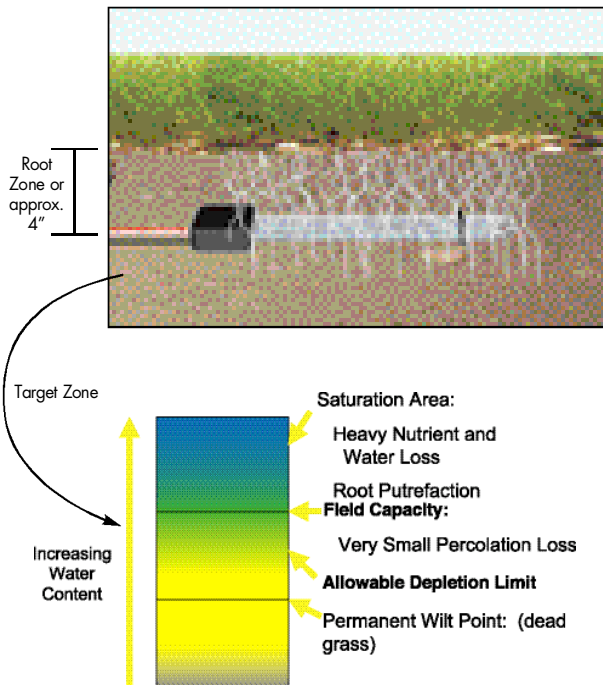 Root
Zone or
approx.
4"
Target Zone
Saturation Area:
Heavy Nutrient and
Water Loss
Root Putrefaction
Field Capacity:
Very Small Percolation Loss
Increasing
Water
Content
Allowable Depletion Limit
Permanent Wilt Point: (dead
grass)